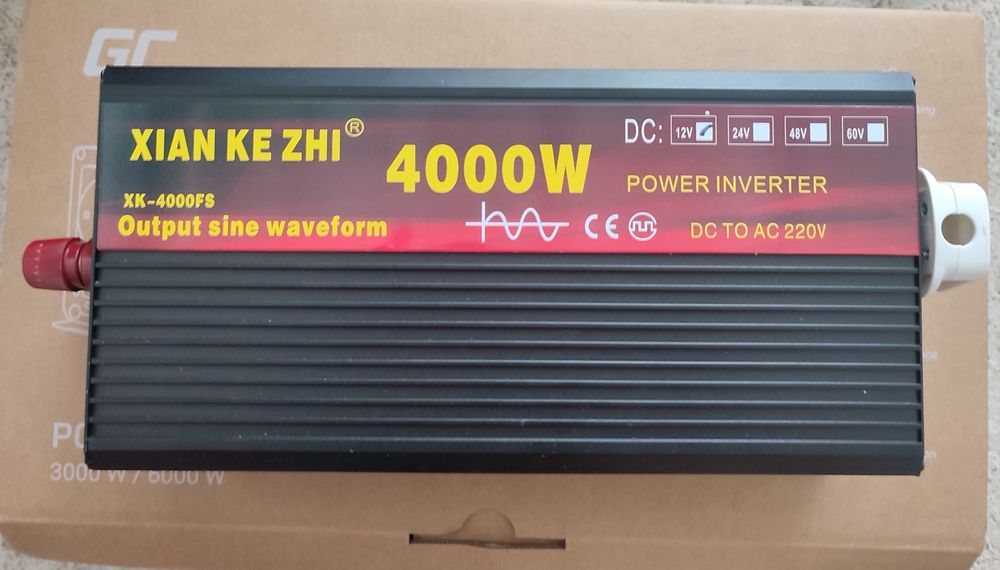 GC
XIAN KE ZHI®
4000W
DC: 12V 24V 48V 60V
XK-4000FS
POWER INVERTER
Output sine waveform
CE
DC TO AC 220V
3000 W / 6000 W